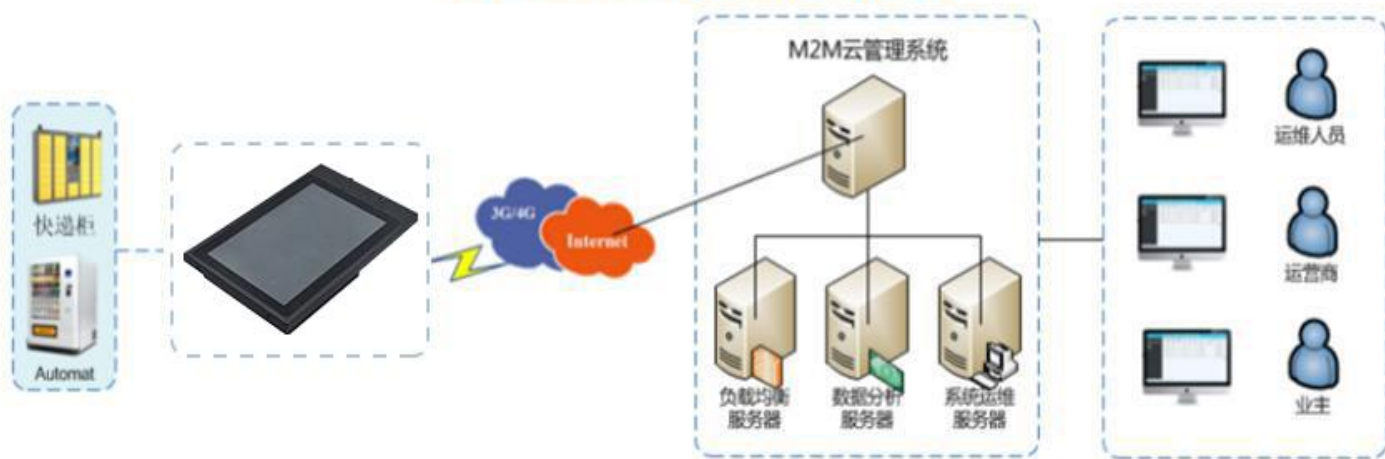 快递柜
Automat
3G/4G
Internet
M2M云管理系统
负载均衡
服务器
数据分析
服务器
系统运维
服务器
运维人员
运营商
业主